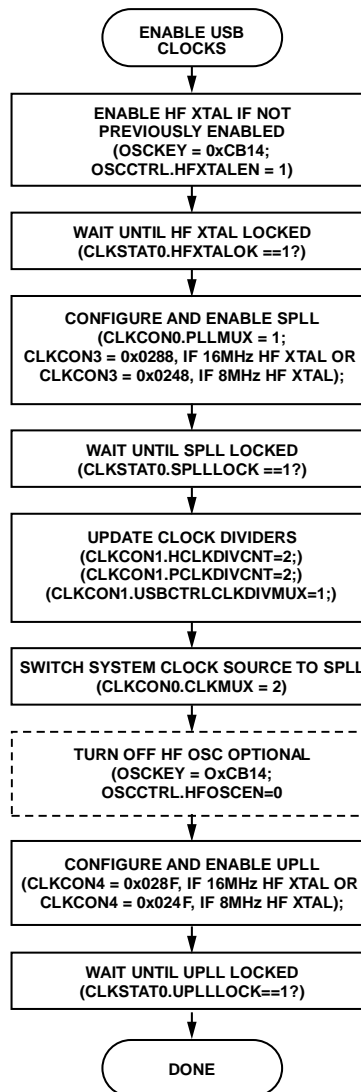 ENABLE USB
CLOCKS
ENABLE HF XTAL IF NOT
PREVIOUSLY ENABLED
(OSCKEY = 0xCB14;
OSCCTRL.HFXTALEN = 1)
WAIT UNTIL HF XTAL LOCKED
(CLKSTAT0.HFXTALOK ==1?)
CONFIGURE AND ENABLE SPLL
(CLKCON0.PLLMUX = 1;
CLKCON3 = 0x0288, IF 16MHz HF XTAL OR
CLKCON3 = 0x0248, IF 8MHz HF XTAL);
WAIT UNTIL SPLL LOCKED
(CLKSTAT0.SPLLLOCK ==1?)
UPDATE CLOCK DIVIDERS
(CLKCON1.HCLKDIVCNT=2;)
(CLKCON1.PCLKDIVCNT=2;)
(CLKCON1.USBCTRLCLKDIVMUX=1;)
SWITCH SYSTEM CLOCK SOURCE TO SPLL
(CLKCON0.CLKMUX = 2)
TURN OFF HF OSC OPTIONAL
(OSCKEY = OxCB14;
OSCCTRL.HFOSCEN=0
CONFIGURE AND ENABLE UPLL
(CLKCON4 = 0x028F, IF 16MHz HF XTAL OR
CLKCON4 = 0x024F, IF 8MHz HF XTAL);
WAIT UNTIL UPLL LOCKED
(CLKSTAT0.UPLLLOCK==1?)
DONE